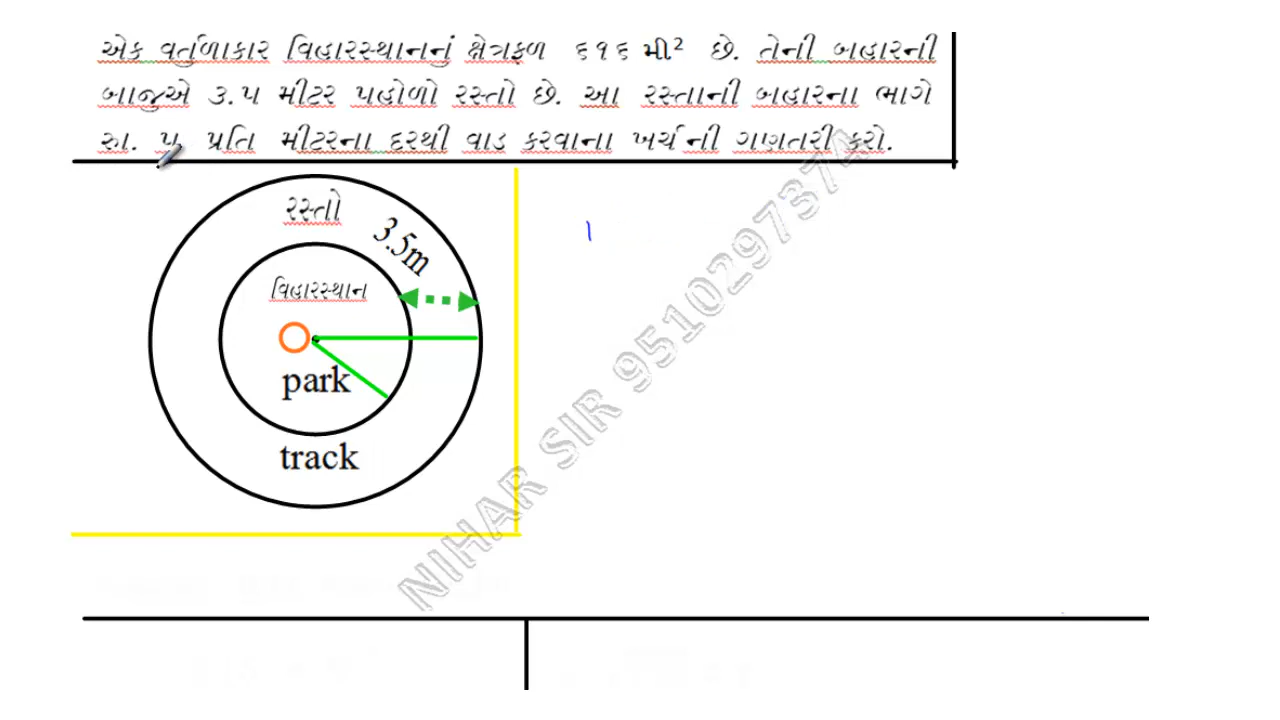 એક વર્તુળાકાર વિહારસ્થાનનું ક્ષેત્રફળ ૬૧૬ મી² છે. તેની બહારની
બાજુએ ૩.૫ મીટર પહોળો રસ્તો છે. આ રસ્તાની બહારના ભાગે
રુા. ૫ પ્રતિ મીટરના દરથી વાડ કરવાના ખર્ચની ગણતરી કરો.
રસ્તો
3.5m
વિહારસ્થાન
park
track
NIHAR SIR 9510297374